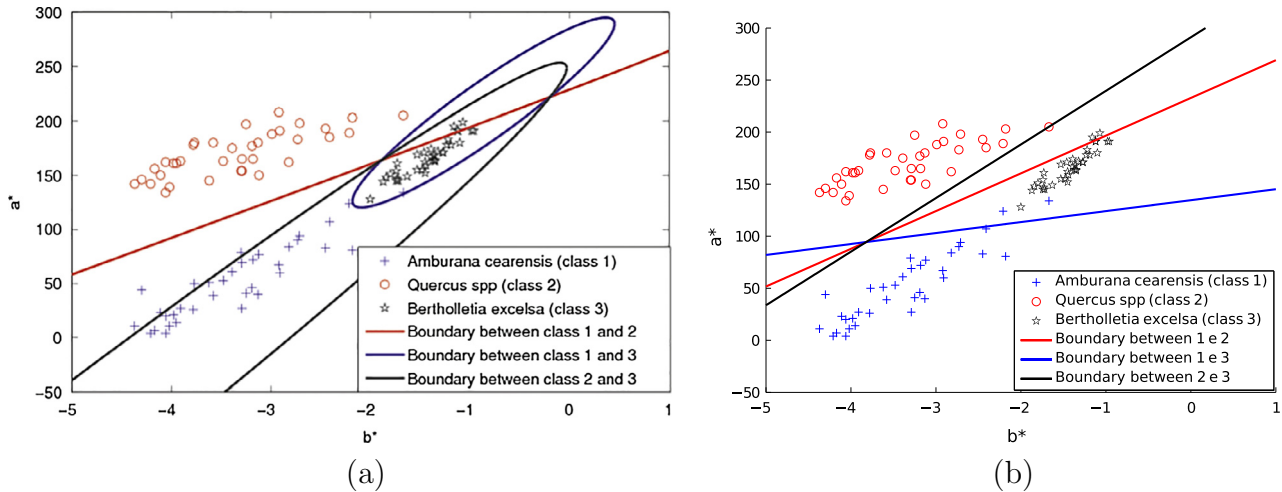 300
250
200
150
100
50
0
−50
a*
−5
−4
−3
−2
−1
0
1
b*
Amburana cearensis (class 1)
Quercus spp (class 2)
Bertholletia excelsa (class 3)
Boundary between class 1 and 2
Boundary between class 1 and 3
Boundary between class 2 and 3
(a)
300
250
200
150
100
50
0
−50
a*
−5
−4
−3
−2
−1
0
1
b*
Amburana cearensis (class 1)
Quercus spp (class 2)
Bertholletia excelsa (class 3)
Boundary between 1 e 2
Boundary between 1 e 3
Boundary between 2 e 3
(b)